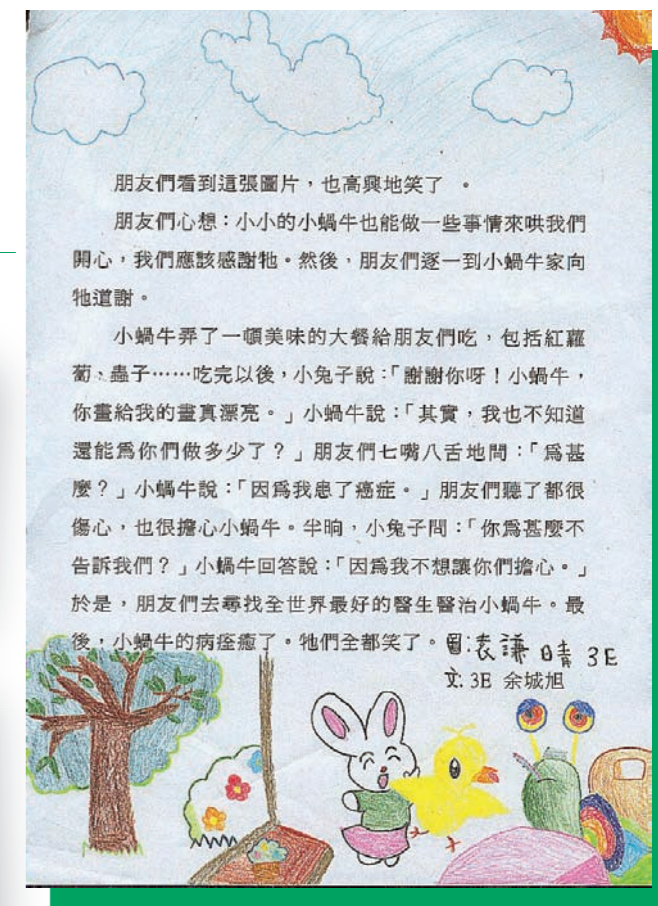 朋友們看到這張圖片，也高興地笑了 。
朋友們心想：小小的小蝸牛也能做一些事情來哄我們
開心，我們應該感謝牠。然後，朋友們逐一到小蝸牛家向
牠道謝。
小蝸牛弄了一頓美味的大餐給朋友們吃，包括紅蘿
蔔、蟲子……吃完以後，小兔子說：「謝謝你呀！小蝸牛，
你畫給我的畫真漂亮。」小蝸牛說：「其實，我也不知道
還能爲你們做多少了？」朋友們七嘴八舌地問：「爲甚
麼？」小蝸牛說：「因爲我患了癌症。」朋友們聽了都很
傷心，也很擔心小蝸牛。半晌，小兔子問：「你爲甚麼不
告訴我們？」小蝸牛回答說：「因爲我不想讓你們擔心。」
於是，朋友們去尋找全世界最好的醫生醫治小蝸牛。最
後，小蝸牛的病痊癒了。牠們全都笑了。圖:袁謙晴 3E
文. 3E 余城旭